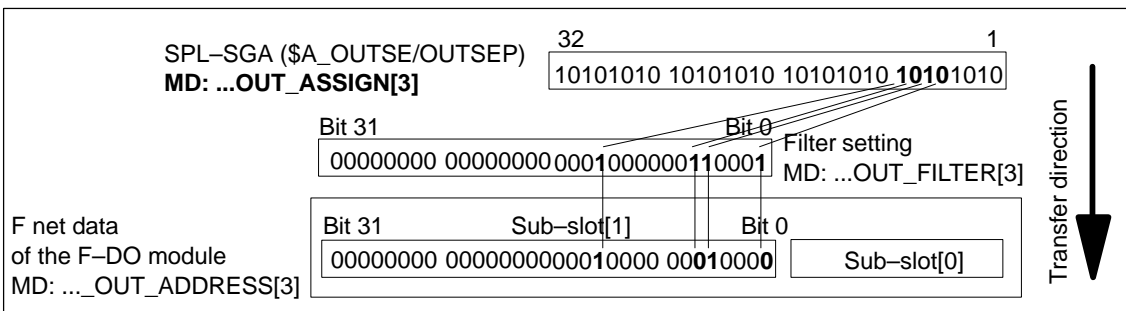 32 1
SPL–SGA ($A_OUTSE/OUTSEP)
10101010 10101010 10101010 10101010
MD: ...OUT_ASSIGN[3]
Bit 31 Bit 0
Filter setting
00000000 00000000 0001000000110001
MD: ...OUT_FILTER[3]
Transfer direction
F net data
Bit 31 Sub–slot[1] Bit 0
of the F–DO module
00000000 00000000000010000 00010000 Sub–slot[0]
MD: ..._OUT_ADDRESS[3]